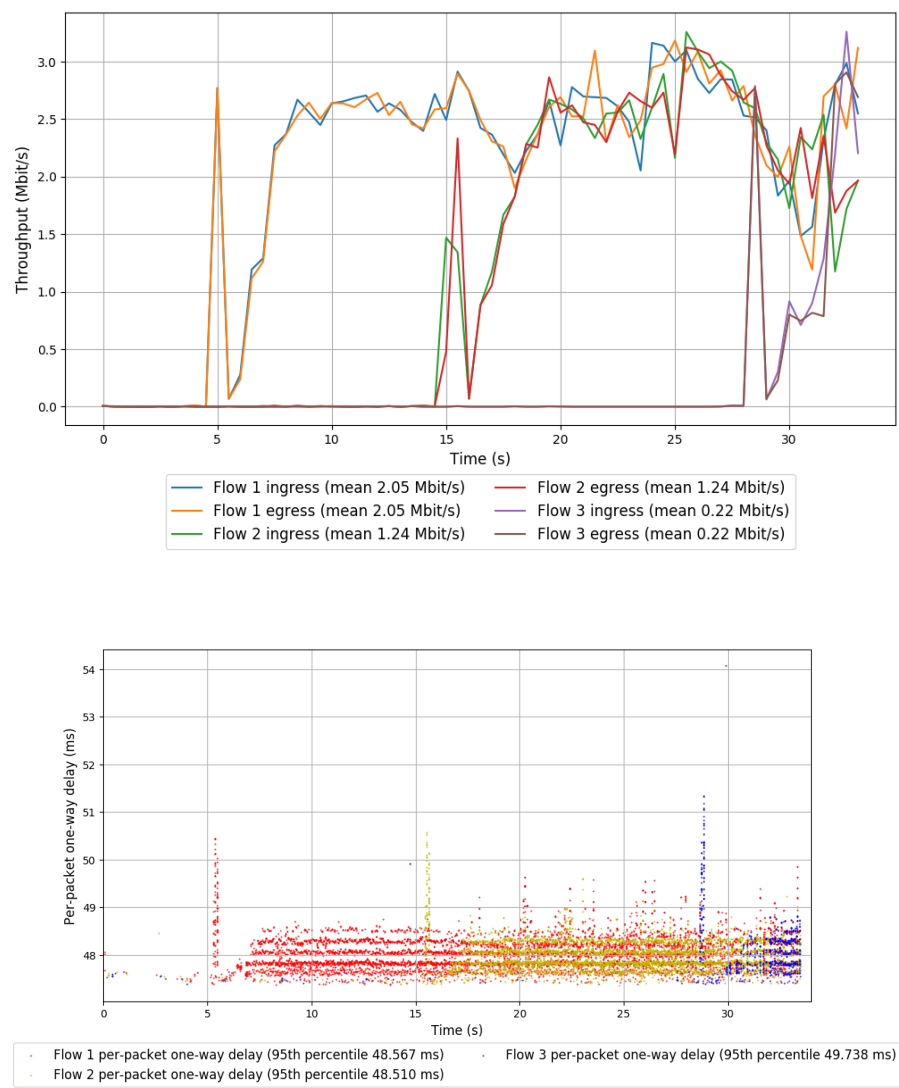 3.0
2.5
2.0
1.5
1.0
0.5
0.0
Throughput (Mbit/s)
0 5 10 15 20 25 30
Time (s)
Flow 1 ingress (mean 2.05 Mbit/s) Flow 2 egress (mean 1.24 Mbit/s)
Flow 1 egress (mean 2.05 Mbit/s) Flow 3 ingress (mean 0.22 Mbit/s)
Flow 2 ingress (mean 1.24 Mbit/s) Flow 3 egress (mean 0.22 Mbit/s)
54
53
52
51
50
49
48
Per-packet one-way delay (ms)
0 5 10 15 20 25 30
Time (s)
Flow 1 per-packet one-way delay (95th percentile 48.567 ms) Flow 3 per-packet one-way delay (95th percentile 49.738 ms)
Flow 2 per-packet one-way delay (95th percentile 48.510 ms)